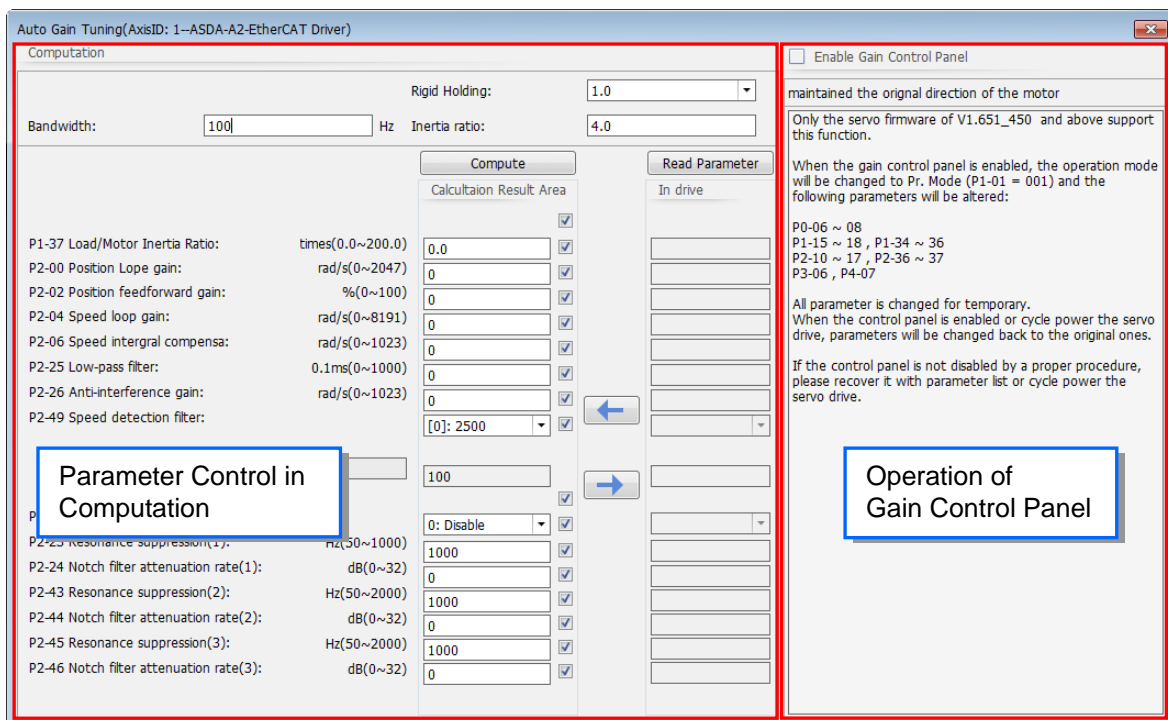 Auto Gain Tuning(AxisID: 1--ASDA-A2-EtherCAT Driver)
Computation
Rigid Holding: 1.0
Bandwidth: 100 Hz Inertia ratio: 4.0
Compute Read Parameter
Calcultaion Result Area In drive
P1-37 Load/Motor Inertia Ratio: times(0.0~200.0) 0.0
P2-00 Position Lope gain: rad/s(0~2047) 0
P2-02 Position feedforward gain: %(0~100) 0
P2-04 Speed loop gain: rad/s(0~8191) 0
P2-06 Speed intergral compensa: rad/s(0~1023) 0
P2-25 Low-pass filter: 0.1ms(0~1000) 0
P2-26 Anti-interference gain: rad/s(0~1023) 0
P2-49 Speed detection filter: [0]: 2500
100
P
0: Disable
P2-23 Resonance suppression(1): Hz(50~1000) 1000
P2-24 Notch filter attenuation rate(1): dB(0~32) 0
P2-43 Resonance suppression(2): Hz(50~2000) 1000
P2-44 Notch filter attenuation rate(2): dB(0~32) 0
P2-45 Resonance suppression(3): Hz(50~2000) 1000
P2-46 Notch filter attenuation rate(3): dB(0~32) 0
Parameter Control in
Computation
Enable Gain Control Panel
maintained the orignal direction of the motor
Only the servo firmware of V1.651_450 and above support
this function.
When the gain control panel is enabled, the operation mode
will be changed to Pr. Mode (P1-01 = 001) and the
following parameters will be altered:
P0-06 ~ 08
P1-15 ~ 18 , P1-34 ~ 36
P2-10 ~ 17 , P2-36 ~ 37
P3-06 , P4-07
All parameter is changed for temporary.
When the control panel is enabled or cycle power the servo
drive, parameters will be changed back to the original ones.
If the control panel is not disabled by a proper procedure,
please recover it with parameter list or cycle power the
servo drive.
Operation of
Gain Control Panel